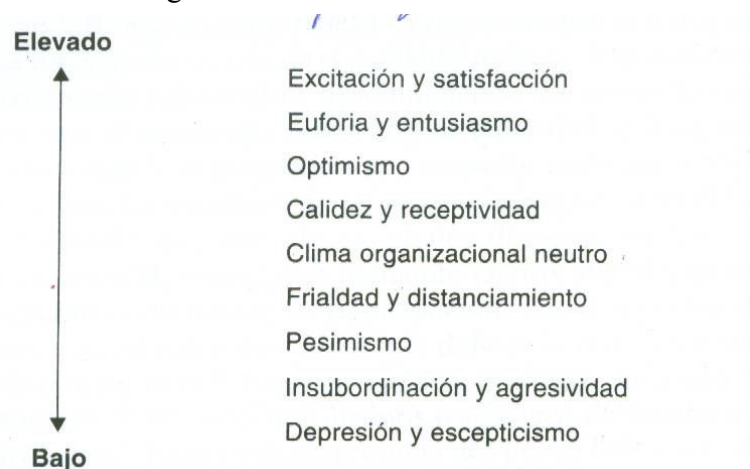 Elevado
Excitación y satisfacción
Euforia y entusiasmo
Optimismo
Calidez y receptividad
Clima organizacional neutro
Frialdad y distanciamiento
Pesimismo
Insubordinación y agresividad
Depresión y escepticismo
Bajo